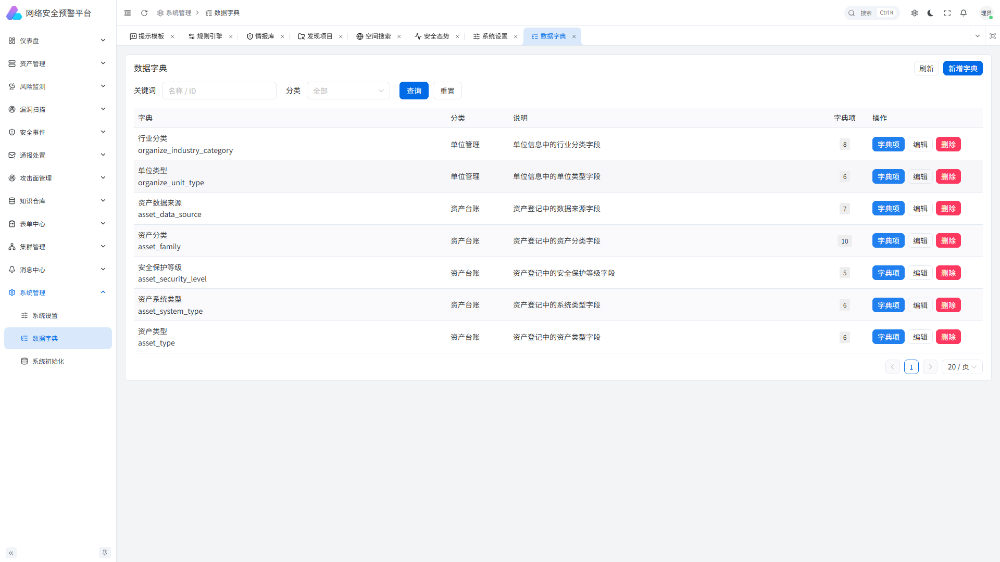 网络安全预警平台
系统管理 > 数据字典
搜索 Ctrl K
理员
仪表盘
资产管理
风险监测
漏洞扫描
安全事件
通报处置
攻击面管理
知识仓库
表单中心
集群管理
消息中心
系统管理
系统设置
数据字典
系统初始化
提示模板 规则引擎 情报库 发现项目 空间搜索 安全态势 系统设置 数据字典
数据字典 刷新 新增字典
关键词 名称 / ID 分类 全部 查询 重置
字典 分类 说明 字典项 操作
行业分类
organize_industry_category 单位管理 单位信息中的行业分类字段 8 字典项 编辑 删除
单位类型
organize_unit_type 单位管理 单位信息中的单位类型字段 6 字典项 编辑 删除
资产数据来源
asset_data_source 资产台账 资产登记中的数据来源字段 7 字典项 编辑 删除
资产分类
asset_family 资产台账 资产登记中的资产分类字段 10 字典项 编辑 删除
安全保护等级
asset_security_level 资产台账 资产登记中的安全保护等级字段 5 字典项 编辑 删除
资产系统类型
asset_system_type 资产台账 资产登记中的系统类型字段 6 字典项 编辑 删除
资产类型
asset_type 资产台账 资产登记中的资产类型字段 6 字典项 编辑 删除
1 20 / 页